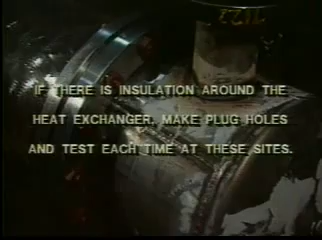 IF THERE IS INSULATION AROUND THE
HEAT EXCHANGER, MAKE PLUG HOLES
AND TEST EACH TIME AT THESE SITES.